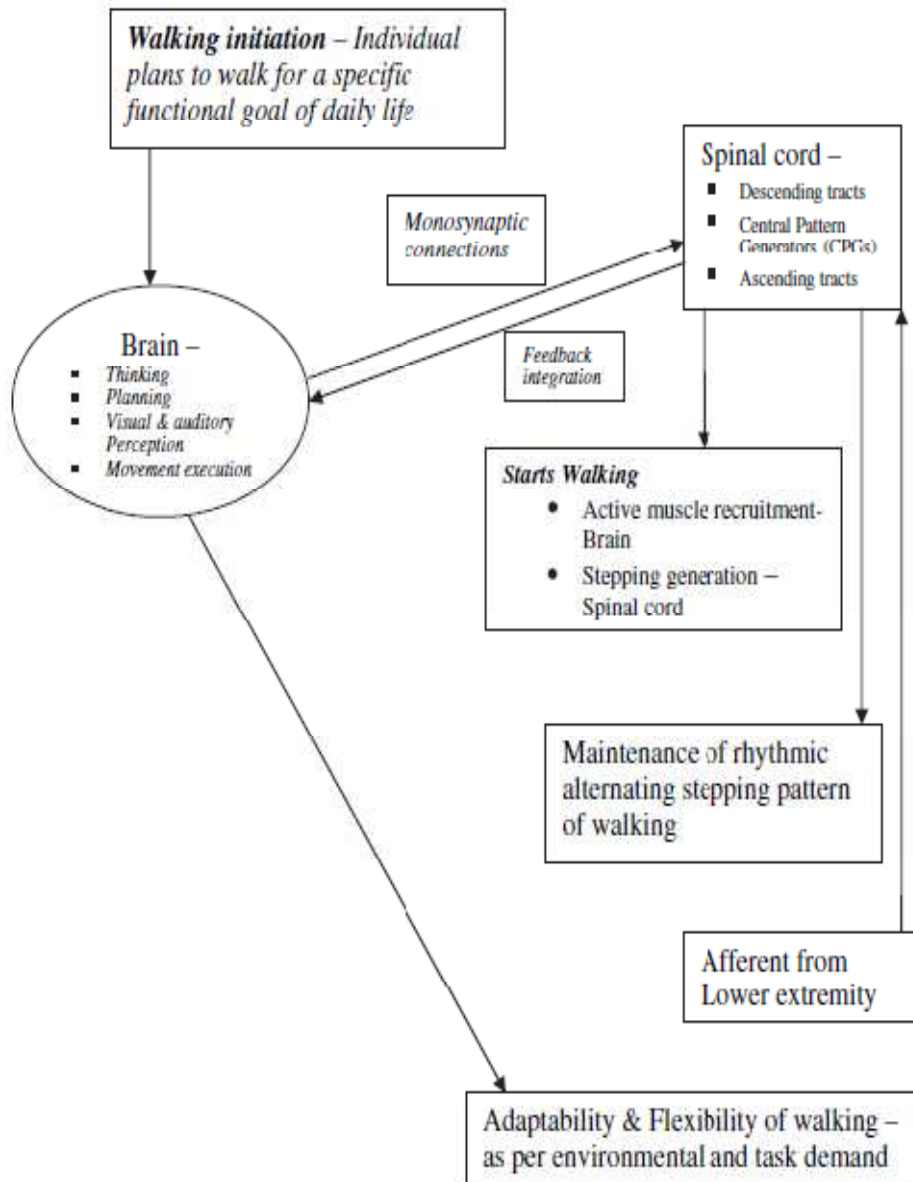 Walking initiation – Individual
plans to walk for a specific
functional goal of daily life
Spinal cord –
▪ Descending tracts
▪ Central Pattern
Generators (CPGs)
▪ Ascending tracts
Monosynaptic
connections
Feedback
integration
Brain –
▪ Thinking
▪ Planning
▪ Visual & auditory
Perception
▪ Movement execution
Starts Walking
• Active muscle recruitment-
Brain
• Stepping generation –
Spinal cord
Maintenance of rhythmic
alternating stepping pattern
of walking
Afferent from
Lower extremity
Adaptability & Flexibility of walking –
as per environmental and task demand